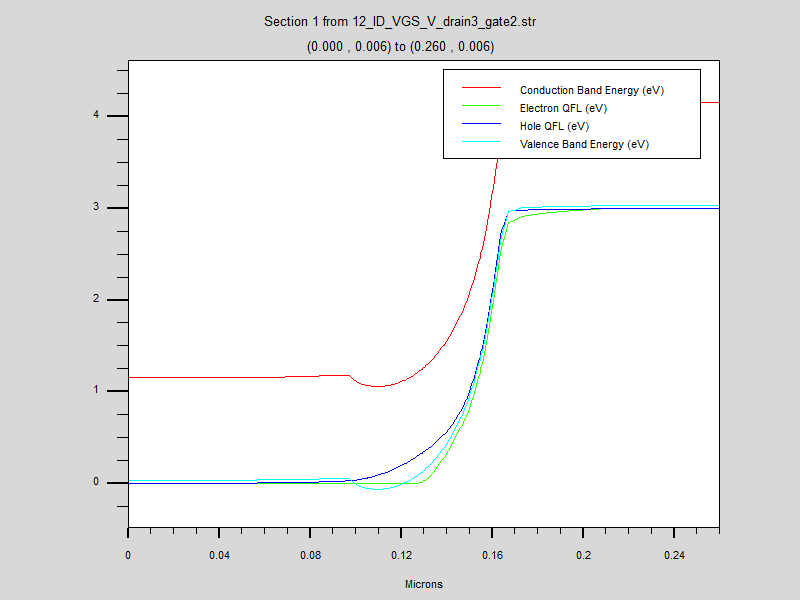 Section 1 from 12_ID_VGS_V_drain3_gate2.str
(0.000 , 0.006) to (0.260 , 0.006)
Conduction Band Energy (eV)
Electron QFL (eV)
Hole QFL (eV)
Valence Band Energy (eV)
4
3
2
1
0
0 0.04 0.08 0.12 0.16 0.2 0.24
Microns